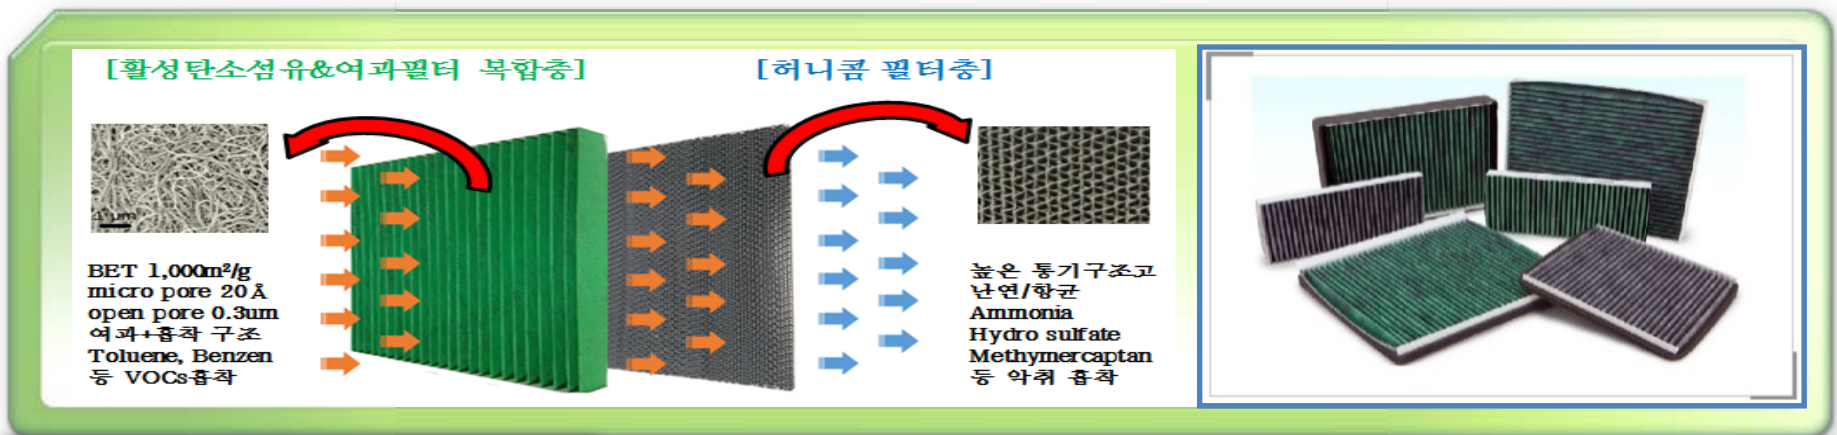 [활성탄소섬유&여과필터 복합층]
[허니콤 필터층]
1 μm
BET 1,000m²/g
micro pore 20Å
open pore 0.3um
여과+흡착 구조
Toluene, Benzen
등 VOCs흡착
높은 통기구조고
난연/항균
Ammonia
Hydro sulfate
Methymercaptan
등 악취 흡착